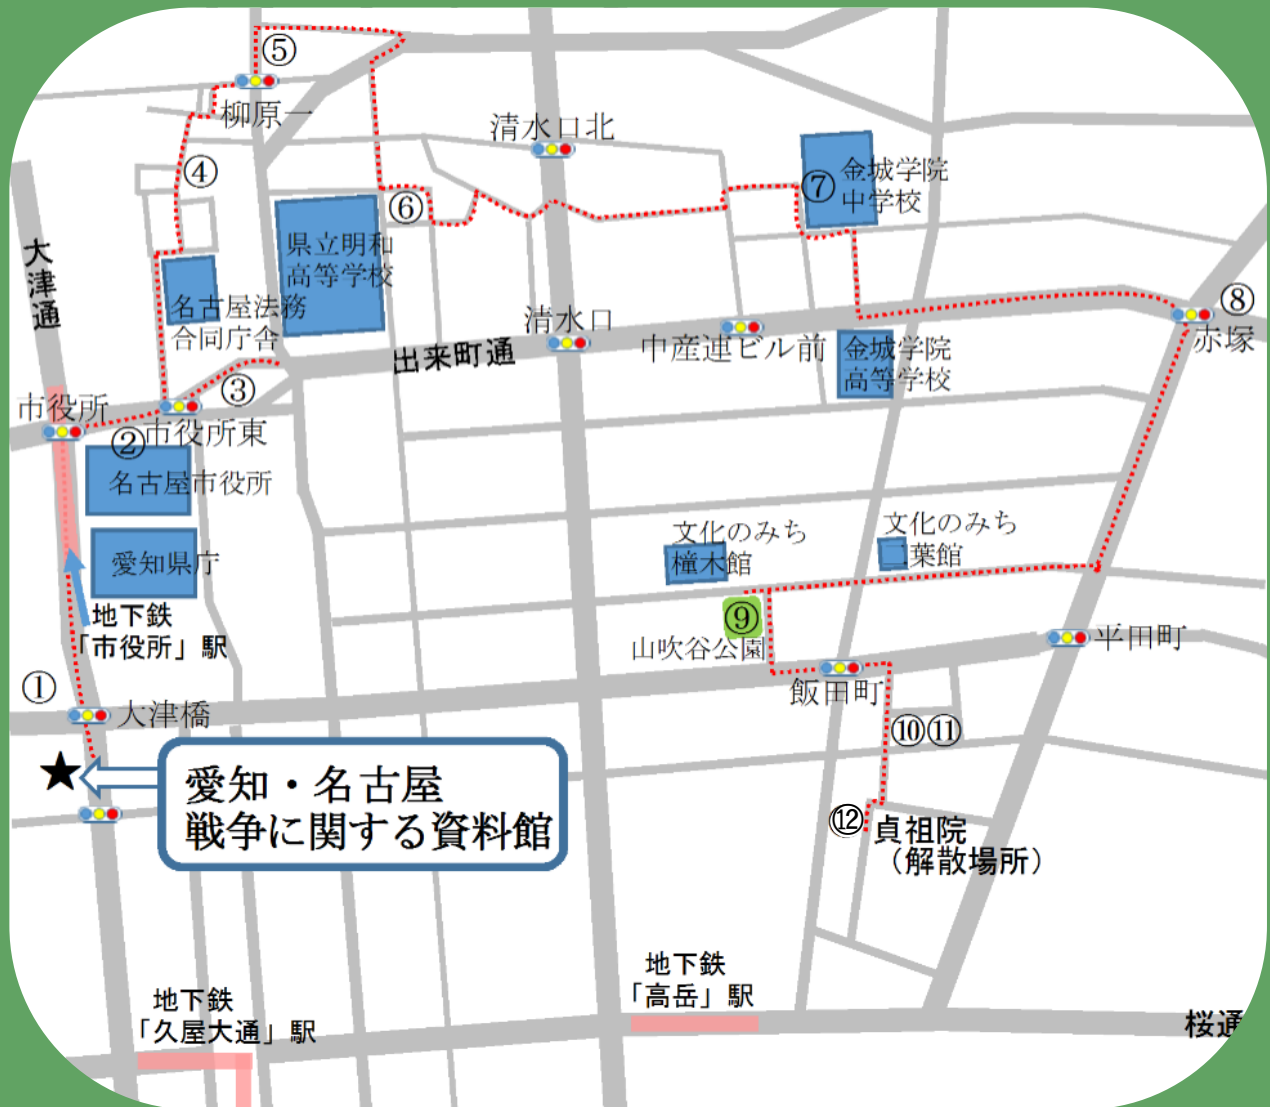 ⑤
柳原一
清水口北
④
⑦
金城学院
中学校
⑥
大津通
県立明和
高等学校
名古屋法務
合同庁舎
⑧
赤塚
清水口
中産連ビル前
出来町通
金城学院
高等学校
③
市役所
②
市役所東
名古屋市役所
文化のみち
橦木館
文化のみち
二葉館
愛知県庁
地下鉄
「市役所」駅
⑨
山吹谷公園
平田町
①
大津橋
飯田町
⑩⑪
★
愛知・名古屋
戦争に関する資料館
⑫
貞祖院
（解散場所）
地下鉄
「高岳」駅
地下鉄
「久屋大通」駅
桜通